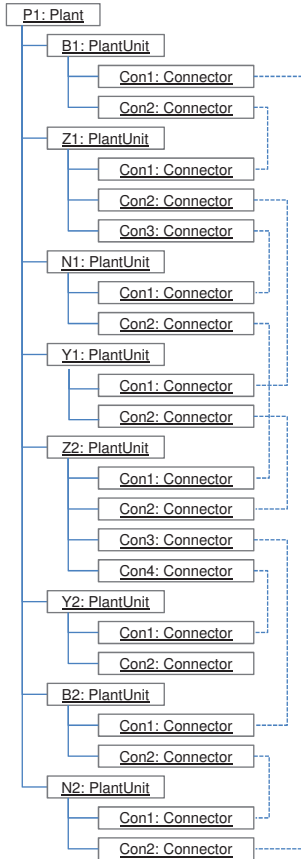 P1: Plant
B1: PlantUnit
Con1: Connector
Con2: Connector
Z1: PlantUnit
Con1: Connector
Con2: Connector
Con3: Connector
N1: PlantUnit
Con1: Connector
Con2: Connector
Y1: PlantUnit
Con1: Connector
Con2: Connector
Z2: PlantUnit
Con1: Connector
Con2: Connector
Con3: Connector
Con4: Connector
Y2: PlantUnit
Con1: Connector
Con2: Connector
B2: PlantUnit
Con1: Connector
Con2: Connector
N2: PlantUnit
Con1: Connector
Con2: Connector